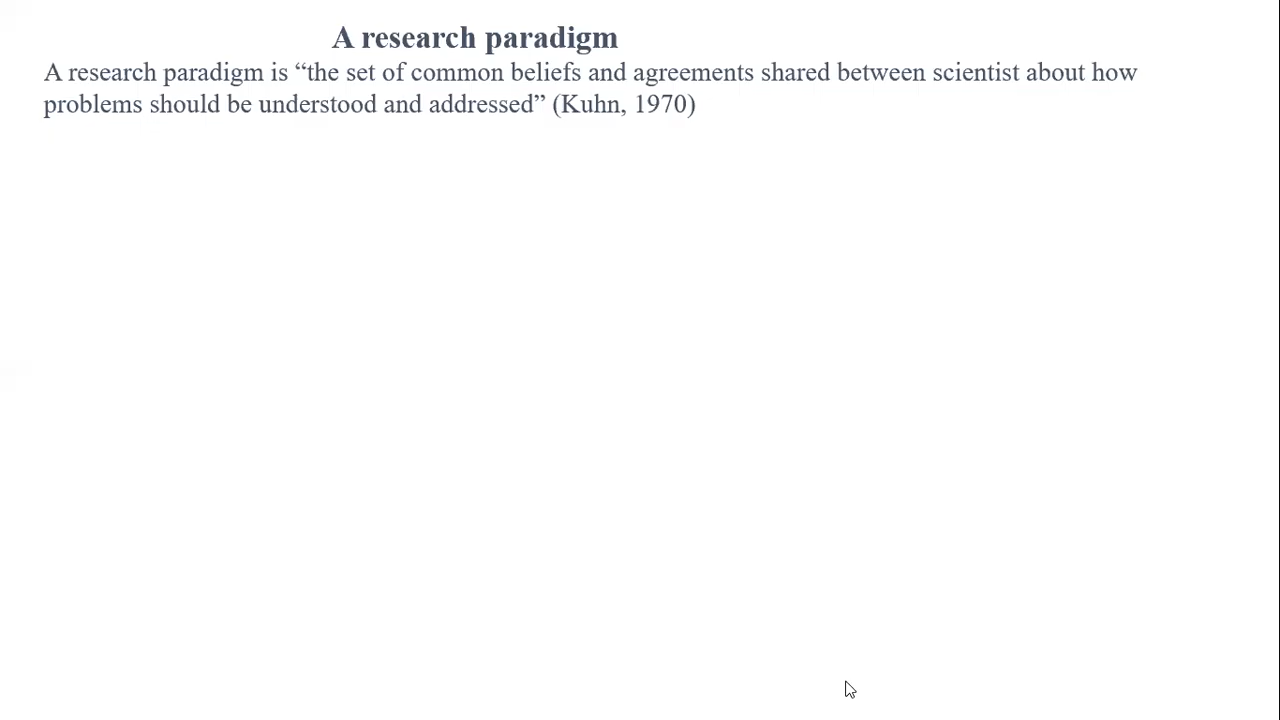 A research paradigm
A research paradigm is “the set of common beliefs and agreements shared between scientist about how
problems should be understood and addressed” (Kuhn, 1970)